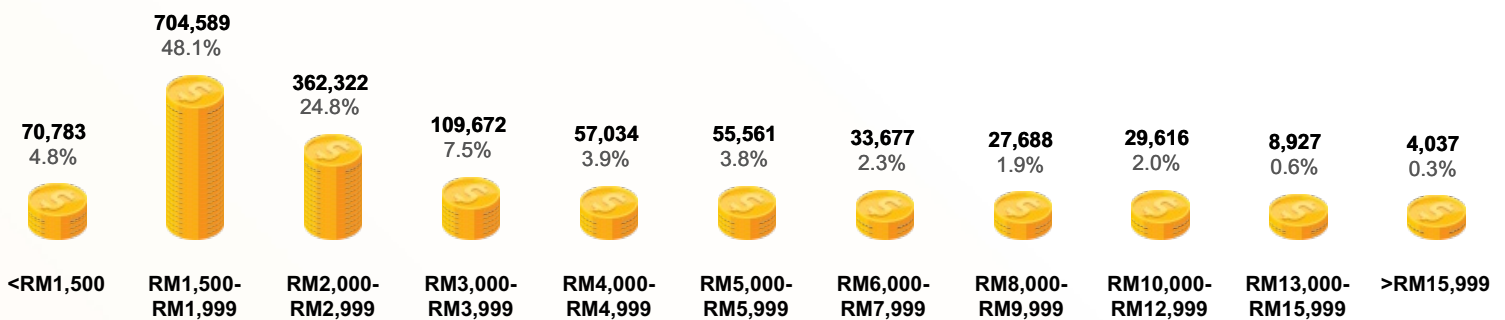 704,589
48.1%
362,322
24.8%
70,783
4.8%
109,672
7.5%
57,034
3.9%
55,561
3.8%
33,677
2.3%
27,688
1.9%
29,616
2.0%
8,927
0.6%
4,037
0.3%
<RM1,500
RM1,500-
RM1,999
RM2,000-
RM2,999
RM3,000-
RM3,999
RM4,000-
RM4,999
RM5,000-
RM5,999
RM6,000-
RM7,999
RM8,000-
RM9,999
RM10,000-
RM12,999
RM13,000-
RM15,999
>RM15,999